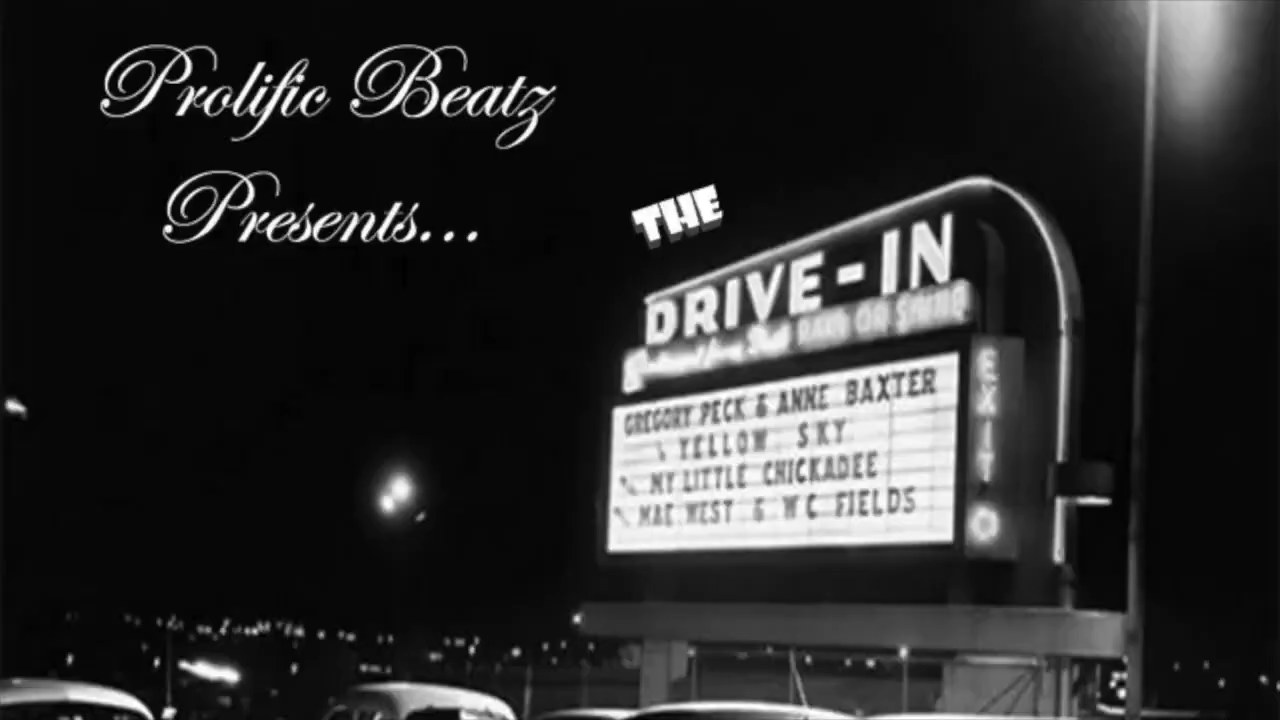 Prolific Beatz
Presents...
THE
DRIVE-IN
GREGORY PECK & ANNE BAXTER
YELLOW SKY
MY LITTLE CHICKADEE
MAE WEST & W C FIELDS
EXIT